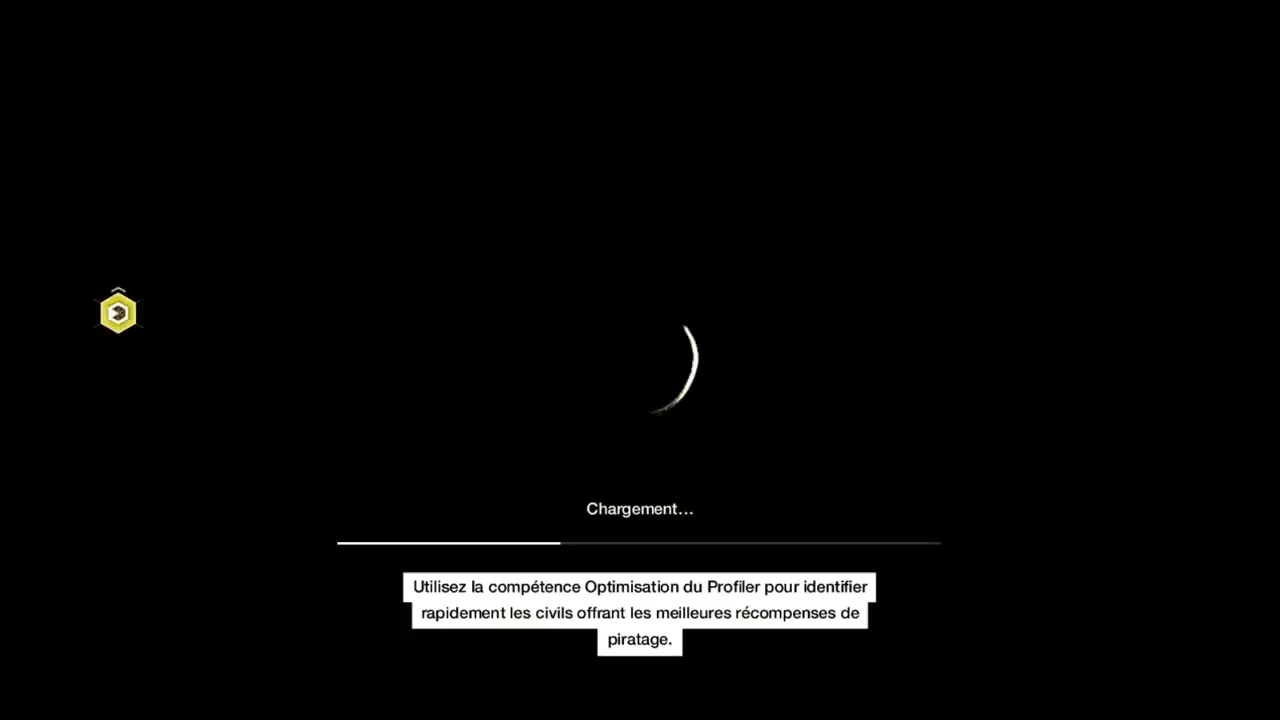 Chargement...
Utilisez la compétence Optimisation du Profiler pour identifier
rapidement les civils offrant les meilleures récompenses de
piratage.